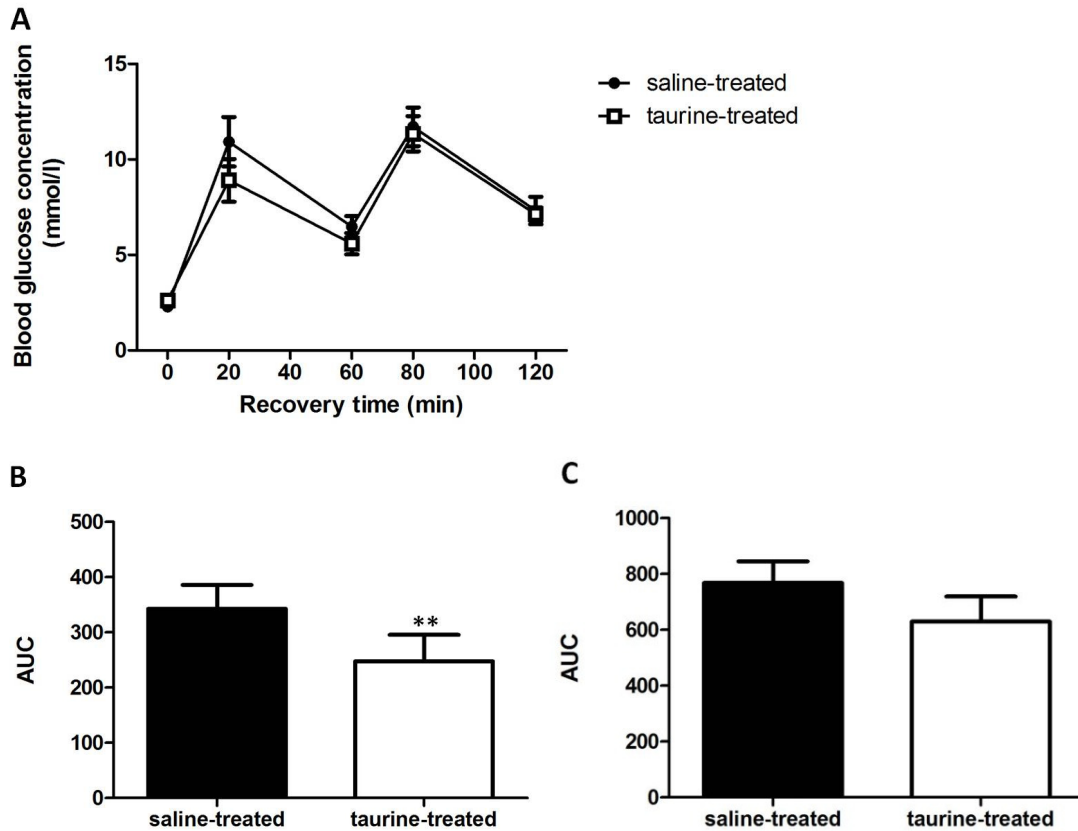 A
Blood glucose concentration
(mmol/l)
15
10
5
0
0 20 40 60 80 100 120
Recovery time (min)
saline-treated
taurine-treated
B
AUC
500
400
300
200
100
0
**
saline-treated taurine-treated
C
AUC
1000
800
600
400
200
0
saline-treated taurine-treated